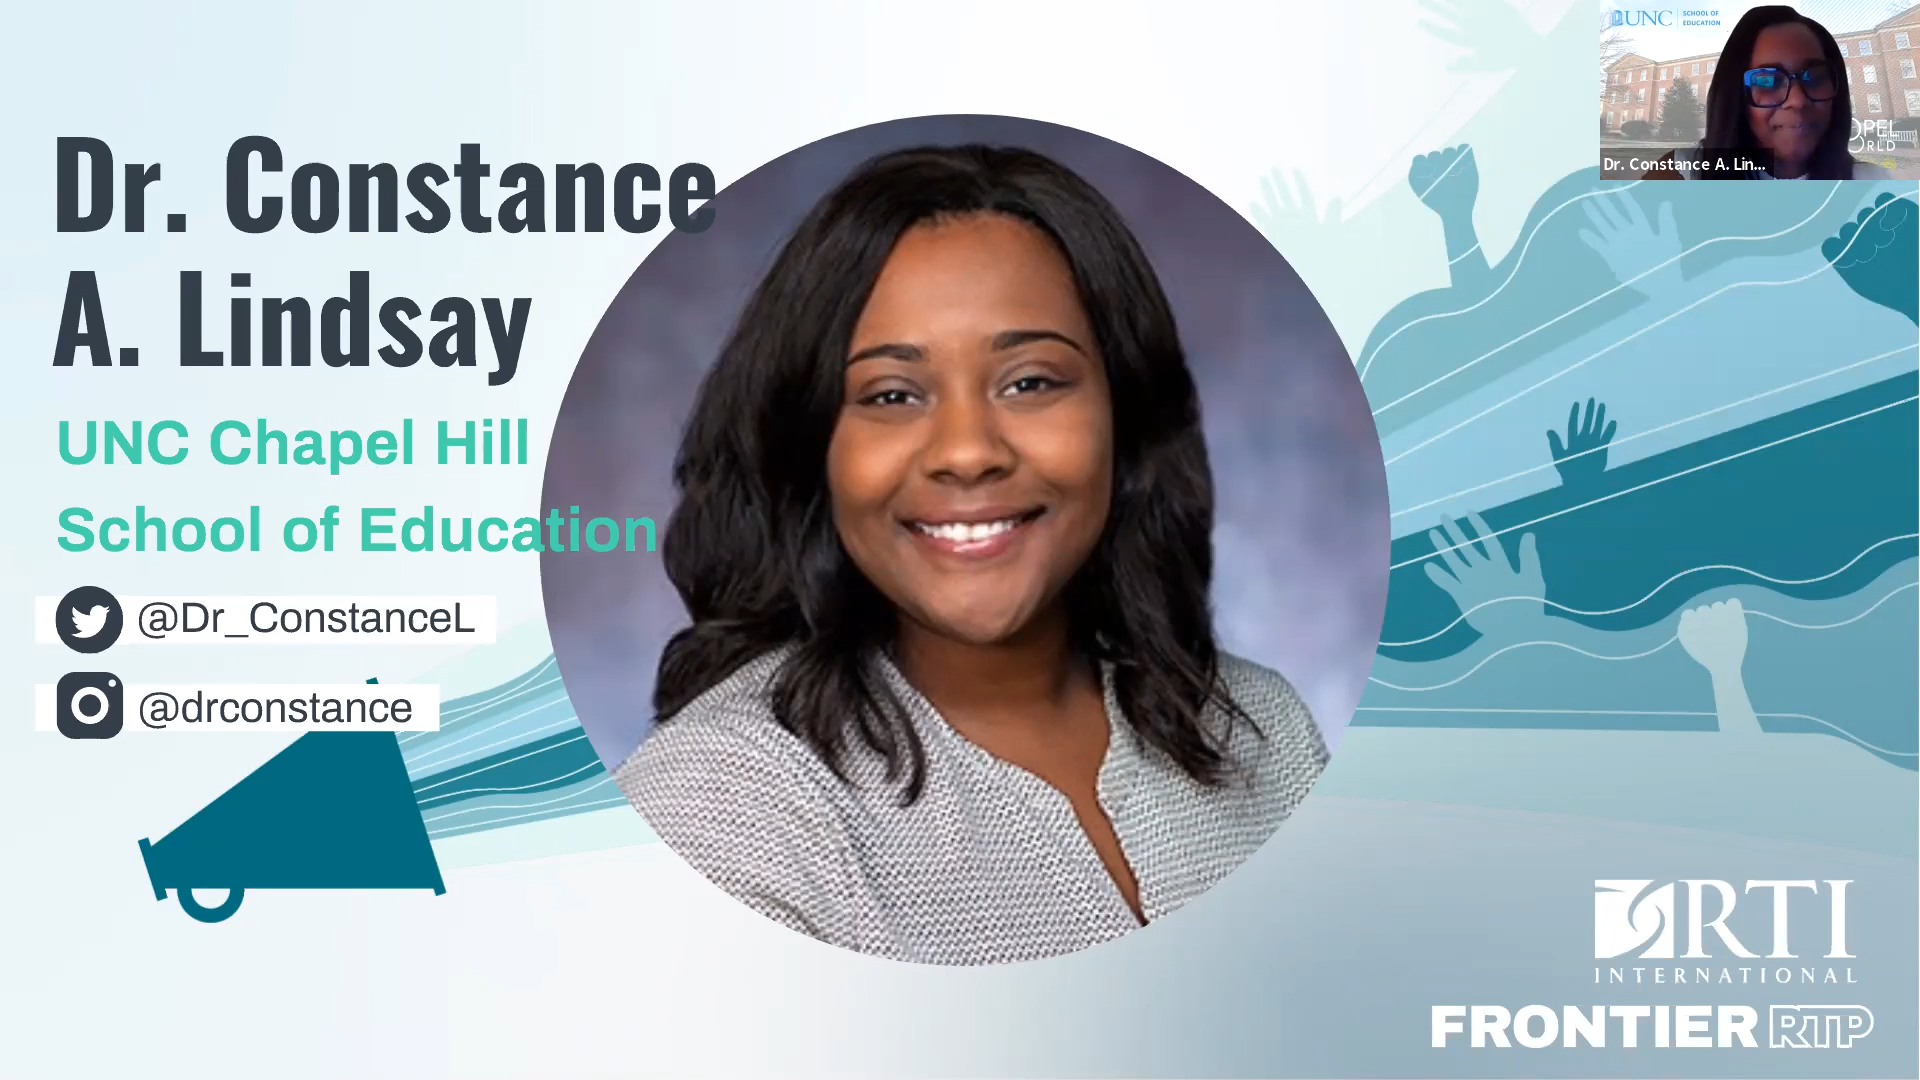 Dr. Constance
A. Lindsay
UNC Chapel Hill
School of Education
@Dr_ConstanceL
@drconstance
UNC
SCHOOL OF
EDUCATION
Dr. Constance A. Lin...
RTI
INTERNATIONAL
FRONTIER RTP